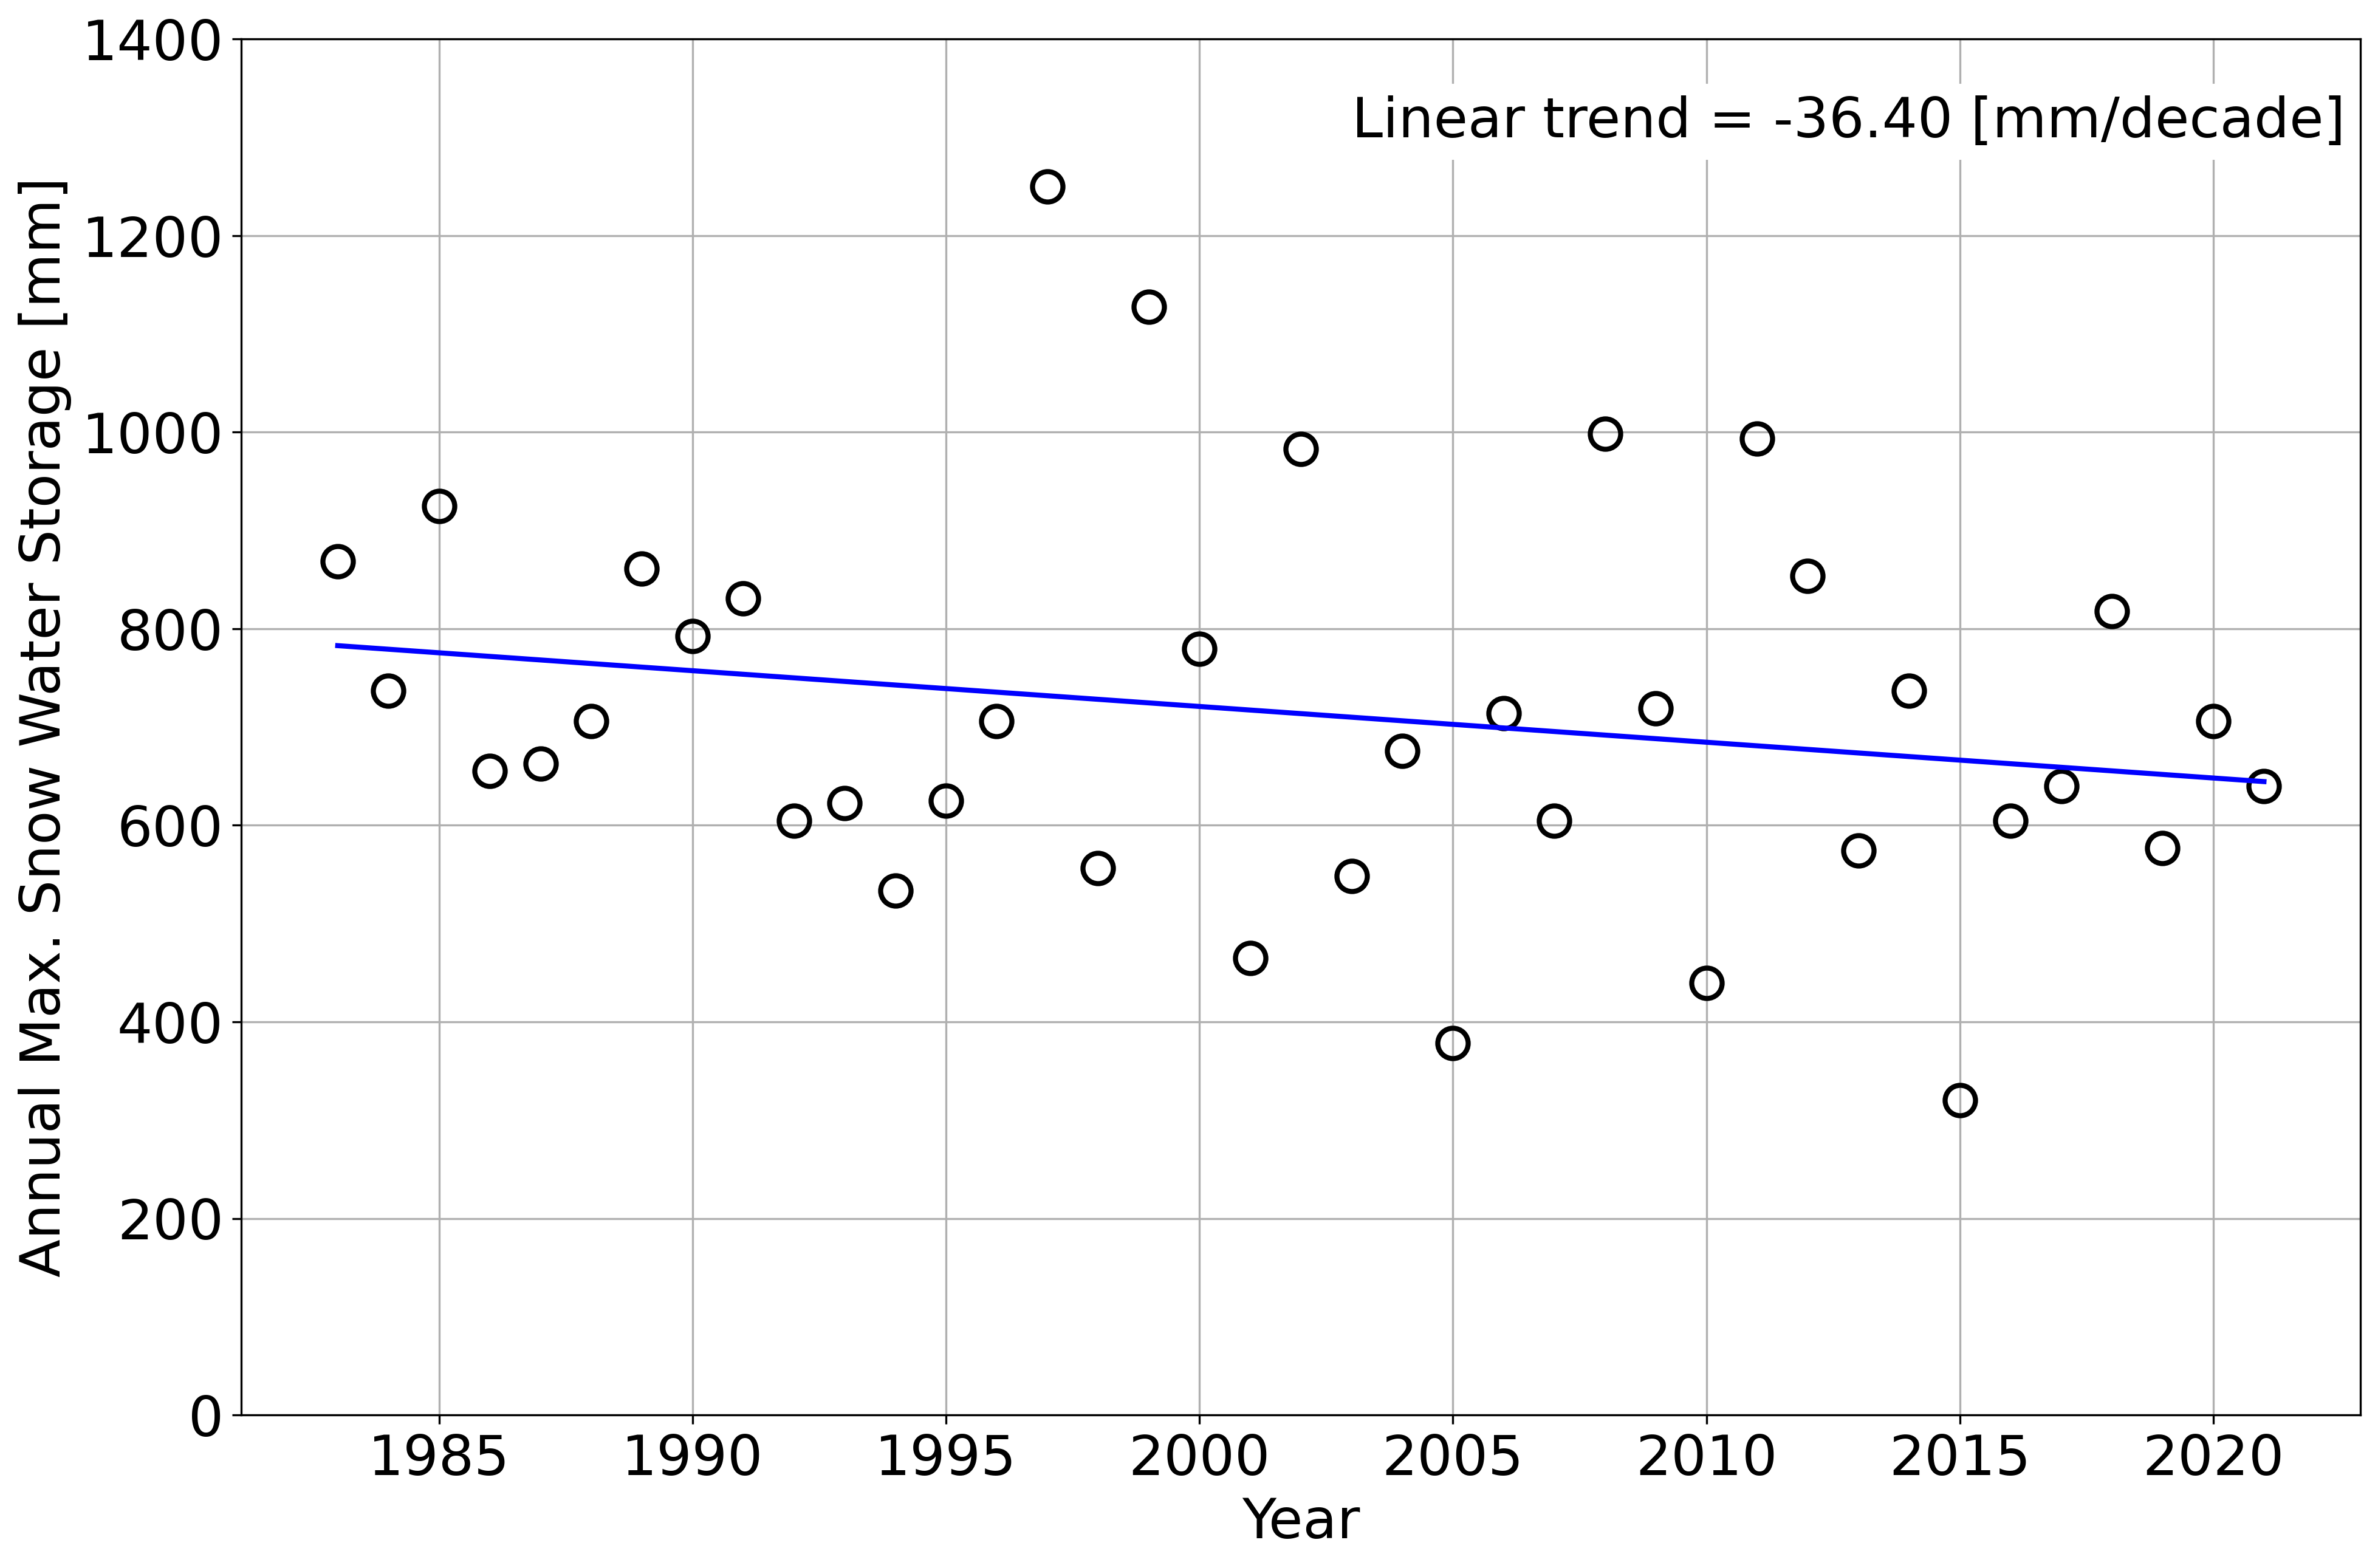 Linear trend = -36.40 [mm/decade]
Annual Max. Snow Water Storage [mm]
1400
1200
1000
800
600
400
200
0
1985 1990 1995 2000 2005 2010 2015 2020
Year